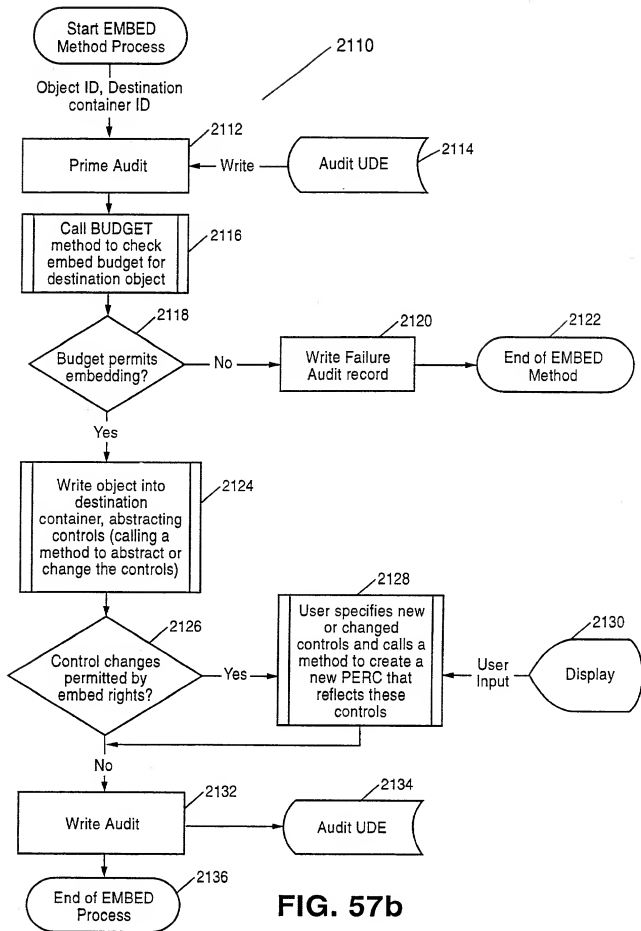 Start EMBED
Method Process
2110
Object ID, Destination
container ID
2112
Prime Audit
Write
Audit UDE
2114
Call BUDGET
method to check
embed budget for
destination object
2116
2118
Budget permits
embedding?
No
2120
Write Failure
Audit record
2122
End of EMBED
Method
Yes
Write object into
destination
container, abstracting
controls (calling a
method to abstract or
change the controls)
2124
2126
Control changes
permitted by
embed rights?
Yes
2128
User specifies new
or changed
controls and calls a
method to create a
new PERC that
reflects these
controls
User
Input
2130
Display
No
2132
Write Audit
2134
Audit UDE
End of EMBED
Process
2136
FIG. 57b